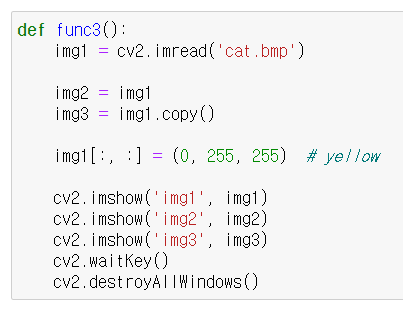 def func3():
    img1 = cv2.imread('cat.bmp')
    img2 = img1
    img3 = img1.copy()
    img1[:, :] = (0, 255, 255)  # yellow
    cv2.imshow('img1', img1)
    cv2.imshow('img2', img2)
    cv2.imshow('img3', img3)
    cv2.waitKey()
    cv2.destroyAllWindows()